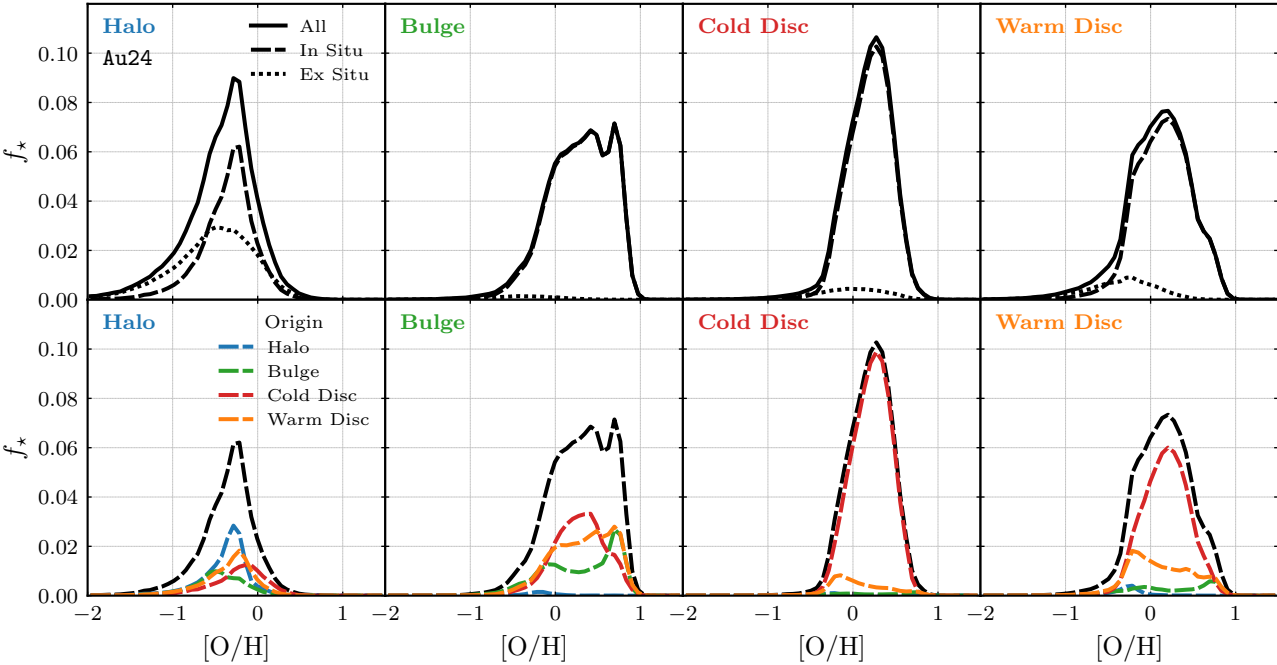 Halo
Au24
All
In Situ
Ex Situ
Bulge
Cold Disc
Warm Disc
0.10
0.08
0.06
0.04
0.02
0.00
f⋆
Halo
Origin
Halo
Bulge
Cold Disc
Warm Disc
Bulge
Cold Disc
Warm Disc
0.10
0.08
0.06
0.04
0.02
0.00
f⋆
−2 −1 0 1
−1 0 1
−1 0 1
−1 0 1
[O/H] [O/H] [O/H] [O/H]